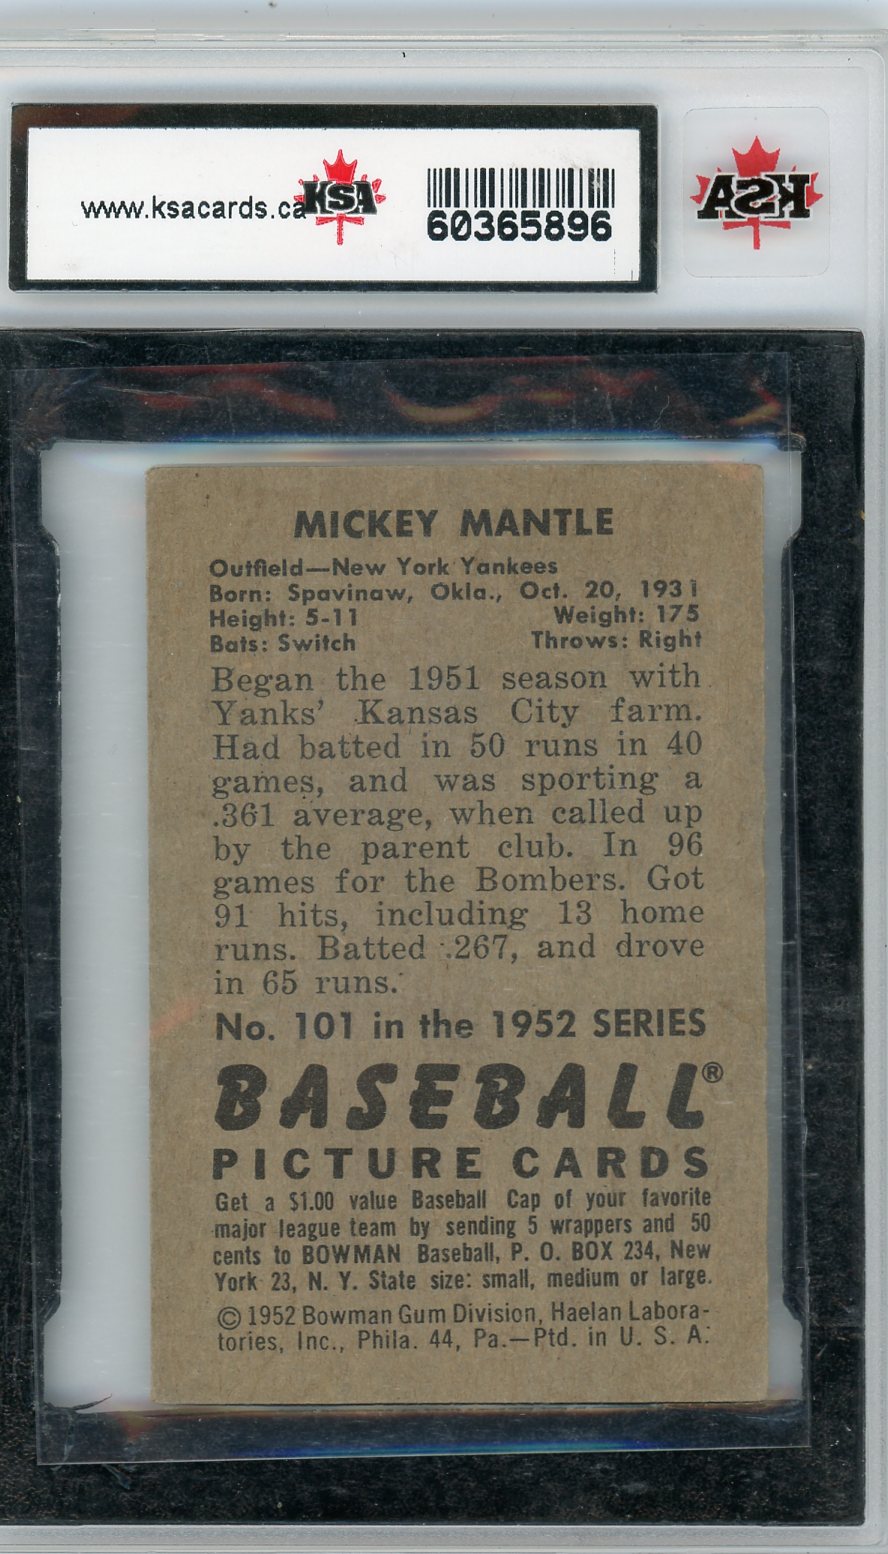 www.ksacards.ca
KSA
60365896
KSA
MICKEY MANTLE
Outfield—New York Yankees
Born: Spavinaw, Okla., Oct. 20, 1931
Height: 5-11 Weight: 175
Bats: Switch Throws: Right
Began the 1951 season with
Yanks' Kansas City farm.
Had batted in 50 runs in 40
games, and was sporting a
.361 average, when called up
by the parent club. In 96
games for the Bombers. Got
91 hits, including 13 home
runs. Batted .267, and drove
in 65 runs.
No. 101 in the 1952 SERIES
BASEBALL®
PICTURE CARDS
Get a $1.00 value Baseball Cap of your favorite
major league team by sending 5 wrappers and 50
cents to BOWMAN Baseball, P. O. BOX 234, New
York 23, N. Y. State size: small, medium or large.
© 1952 Bowman Gum Division, Haelan Labora-
tories, Inc., Phila. 44, Pa.—Ptd. in U. S. A.